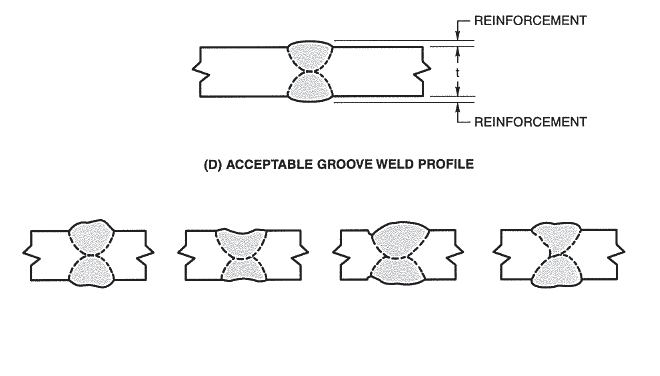 REINFORCEMENT
t
REINFORCEMENT
(D) ACCEPTABLE GROOVE WELD PROFILE